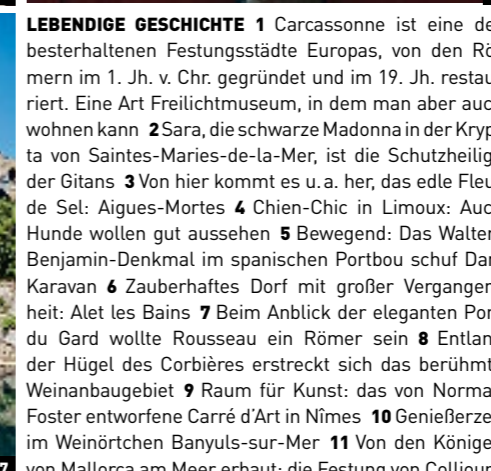 LEBENDIGE GESCHICHTE 1 Carcassonne ist eine de
besterhaltenen Festungsstädte Europas, von den Rö
mern im 1. Jh. v. Chr. gegründet und im 19. Jh. restau
riert. Eine Art Freilichtmuseum, in dem man aber auc
wohnen kann 2 Sara, die schwarze Madonna in der Kryp
ta von Saintes-Maries-de-la-Mer, ist die Schutzheilig
der Gitans 3 Von hier kommt es u. a. her, das edle Fleu
de Sel: Aigues-Mortes 4 Chien-Chic in Limoux: Auc
Hunde wollen gut aussehen 5 Bewegend: Das Walter
Benjamin-Denkmal im spanischen Portbou schuf Dan
Karavan 6 Zauberhaftes Dorf mit großer Vergangen
heit: Alet les Bains 7 Beim Anblick der eleganten Pon
du Gard wollte Rousseau ein Römer sein 8 Entlan
der Hügel des Corbières erstreckt sich das berühmt
Weinanbaugebiet 9 Raum für Kunst: das von Norma
Foster entworfene Carré d'Art in Nîmes 10 Genießerze
im Weinörtchen Banyuls-sur-Mer 11 Von den Könige
7 von Mallorca am Meer erbaut: die Festung von Colliour